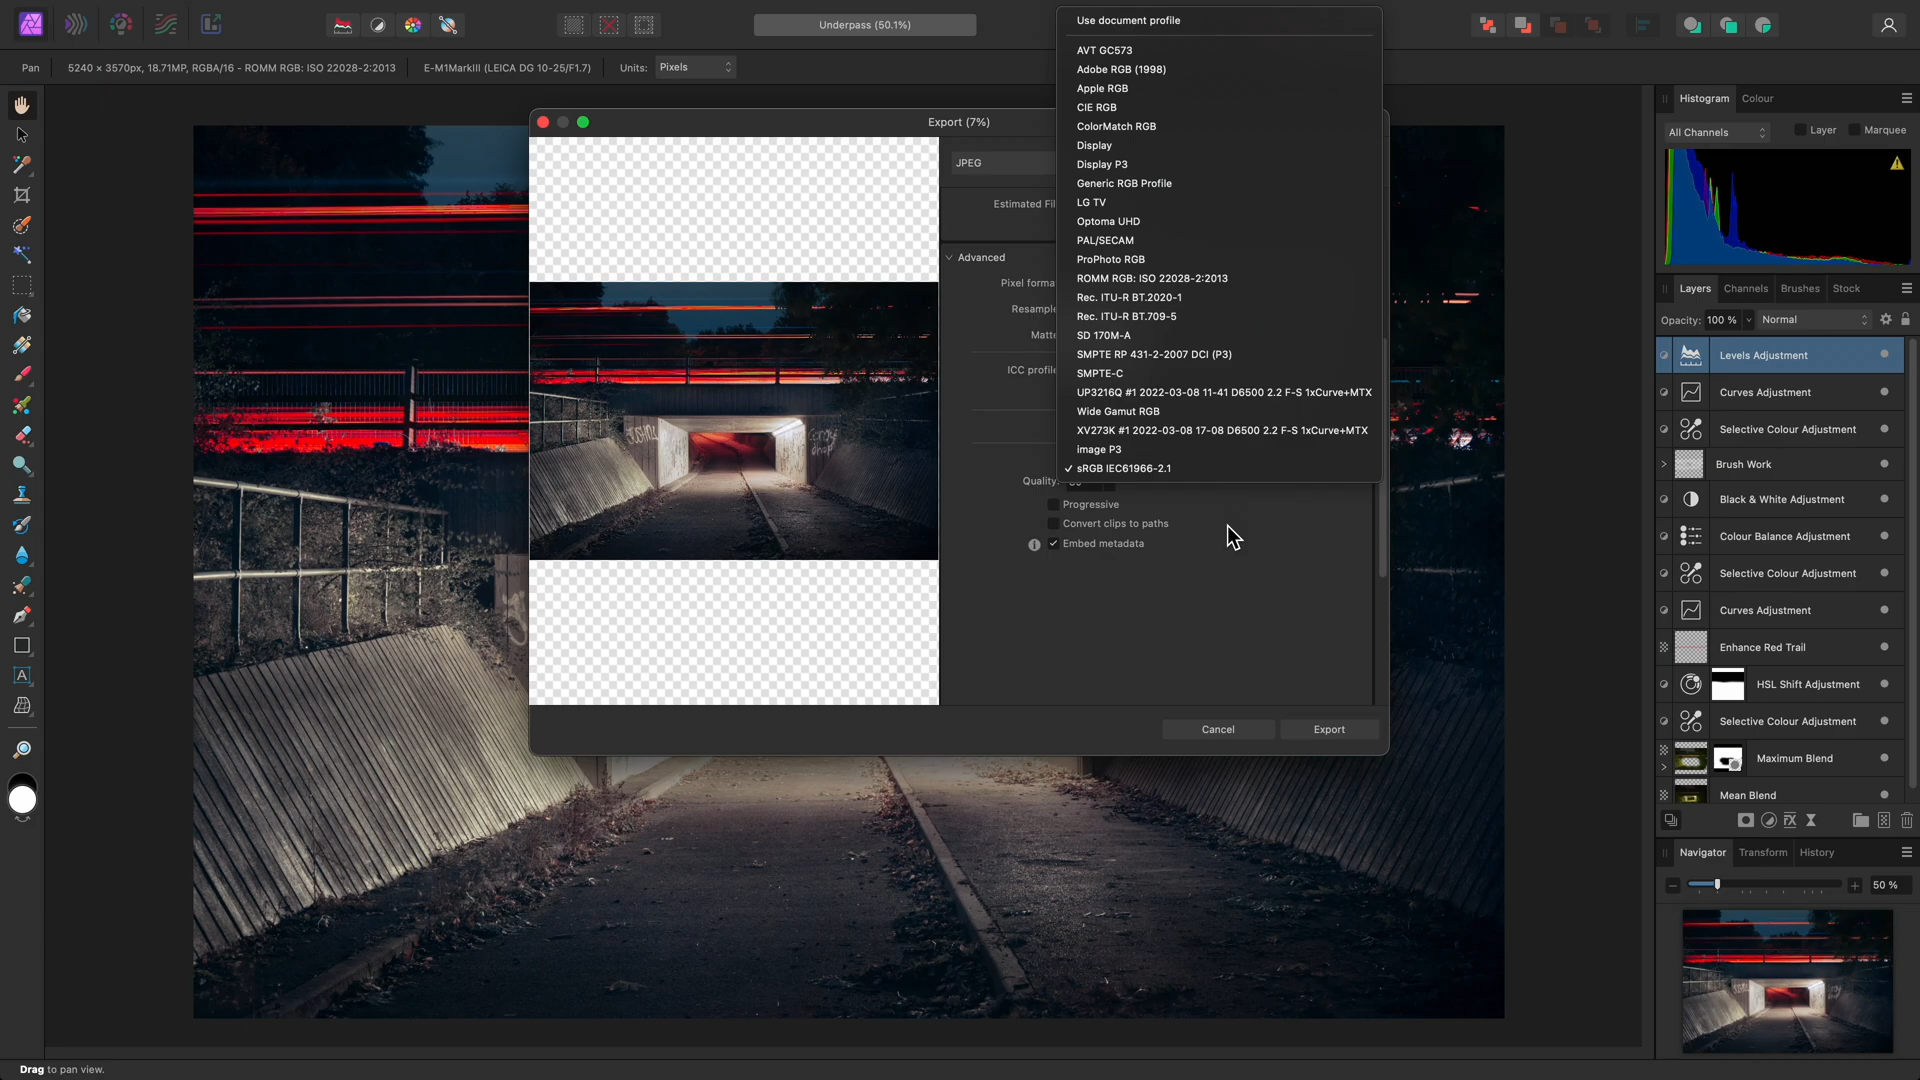 Underpass (50.1%)
Pan
5240 × 3570px, 18.71MP, RGBA/16 - ROMM RGB: ISO 22028-2:2013
E-M1MarkIII (LEICA DG 10-25/F1.7)
Units:
Pixels
Export (7%)
JPEG
Estimated Fil
Advanced
Pixel forma
Resample
Matte
ICC profile
Quality:
Progressive
Convert clips to paths
Embed metadata
Cancel
Export
Use document profile
AVT GC573
Adobe RGB (1998)
Apple RGB
CIE RGB
ColorMatch RGB
Display
Display P3
Generic RGB Profile
LG TV
Optoma UHD
PAL/SECAM
ProPhoto RGB
ROMM RGB: ISO 22028-2:2013
Rec. ITU-R BT.2020-1
Rec. ITU-R BT.709-5
SD 170M-A
SMPTE RP 431-2-2007 DCI (P3)
SMPTE-C
UP3216Q #1 2022-03-08 11-41 D6500 2.2 F-S 1xCurve+MTX
Wide Gamut RGB
XV273K #1 2022-03-08 17-08 D6500 2.2 F-S 1xCurve+MTX
image P3
✓ sRGB IEC61966-2.1
Histogram
Colour
All Channels
Layer
Marquee
Layers
Channels
Brushes
Stock
Opacity:
100 %
Normal
Levels Adjustment
Curves Adjustment
Selective Colour Adjustment
Brush Work
Black & White Adjustment
Colour Balance Adjustment
Selective Colour Adjustment
Curves Adjustment
Enhance Red Trail
HSL Shift Adjustment
Selective Colour Adjustment
Maximum Blend
Mean Blend
Navigator
Transform
History
50 %
Drag to pan view.